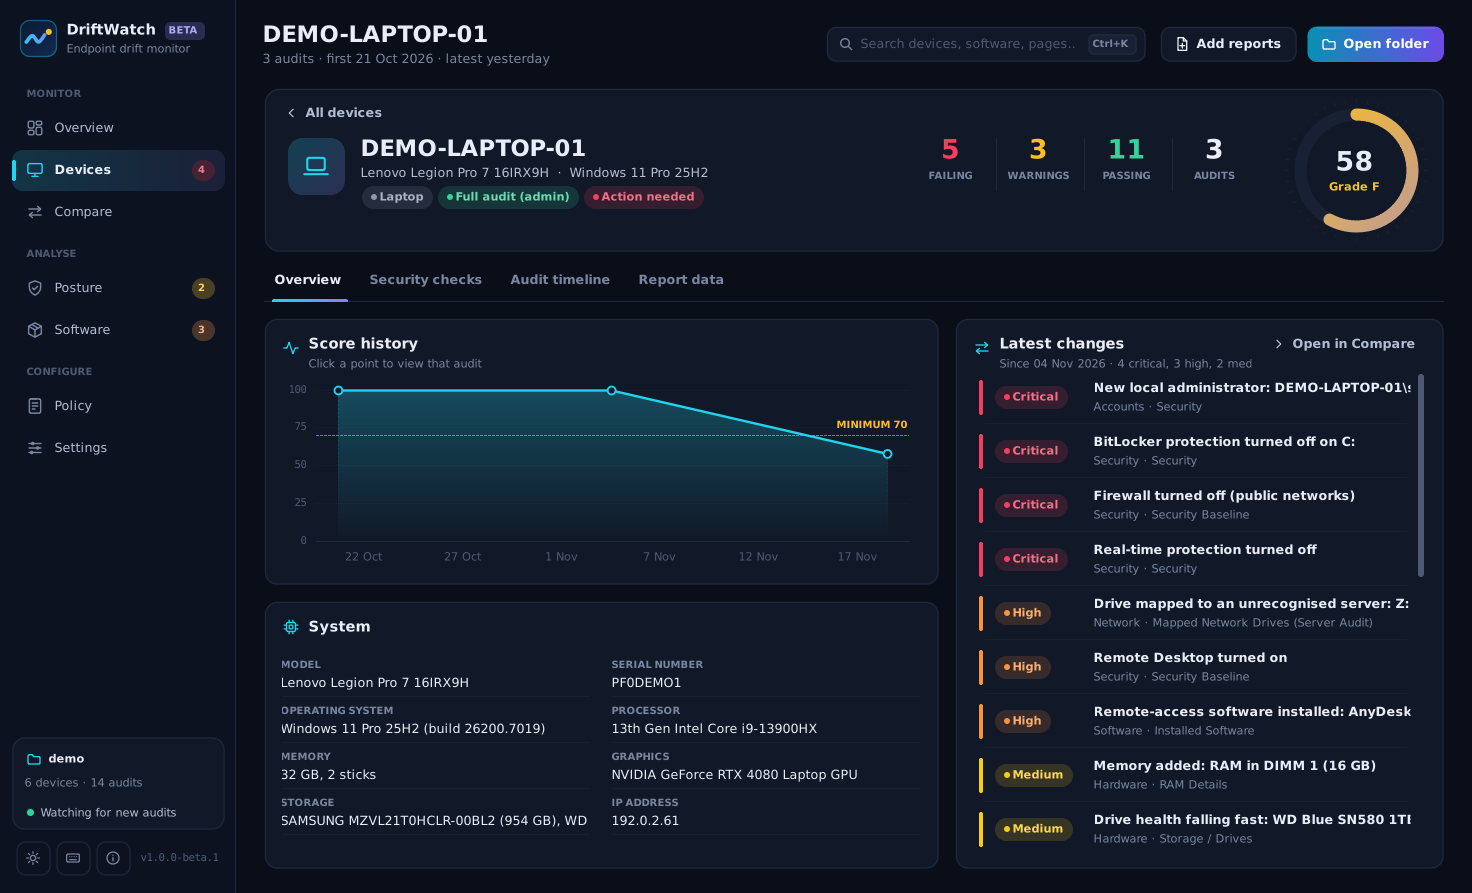 DriftWatch BETA
Endpoint drift monitor
MONITOR
Overview
Devices 4
Compare
ANALYSE
Posture 2
Software 3
CONFIGURE
Policy
Settings
demo
6 devices · 14 audits
Watching for new audits
v1.0.0-beta.1
DEMO-LAPTOP-01
3 audits · first 21 Oct 2026 · latest yesterday
Search devices, software, pages.. Ctrl+K
Add reports
Open folder
All devices
DEMO-LAPTOP-01
Lenovo Legion Pro 7 16IRX9H · Windows 11 Pro 25H2
Laptop Full audit (admin) Action needed
5 FAILING
3 WARNINGS
11 PASSING
3 AUDITS
58
Grade F
Overview Security checks Audit timeline Report data
Score history
Click a point to view that audit
100
75
50
25
0
MINIMUM 70
22 Oct 27 Oct 1 Nov 7 Nov 12 Nov 17 Nov
System
MODEL
Lenovo Legion Pro 7 16IRX9H
SERIAL NUMBER
PF0DEMO1
OPERATING SYSTEM
Windows 11 Pro 25H2 (build 26200.7019)
PROCESSOR
13th Gen Intel Core i9-13900HX
MEMORY
32 GB, 2 sticks
GRAPHICS
NVIDIA GeForce RTX 4080 Laptop GPU
STORAGE
SAMSUNG MZVL21T0HCLR-00BL2 (954 GB), WD
IP ADDRESS
192.0.2.61
Latest changes
Open in Compare
Since 04 Nov 2026 · 4 critical, 3 high, 2 med
Critical New local administrator: DEMO-LAPTOP-01\
Accounts · Security
Critical BitLocker protection turned off on C:
Security · Security
Critical Firewall turned off (public networks)
Security · Security Baseline
Critical Real-time protection turned off
Security · Security
High Drive mapped to an unrecognised server: Z:
Network · Mapped Network Drives (Server Audit)
High Remote Desktop turned on
Security · Security Baseline
High Remote-access software installed: AnyDesk
Software · Installed Software
Medium Memory added: RAM in DIMM 1 (16 GB)
Hardware · RAM Details
Medium Drive health falling fast: WD Blue SN580 1T
Hardware · Storage / Drives